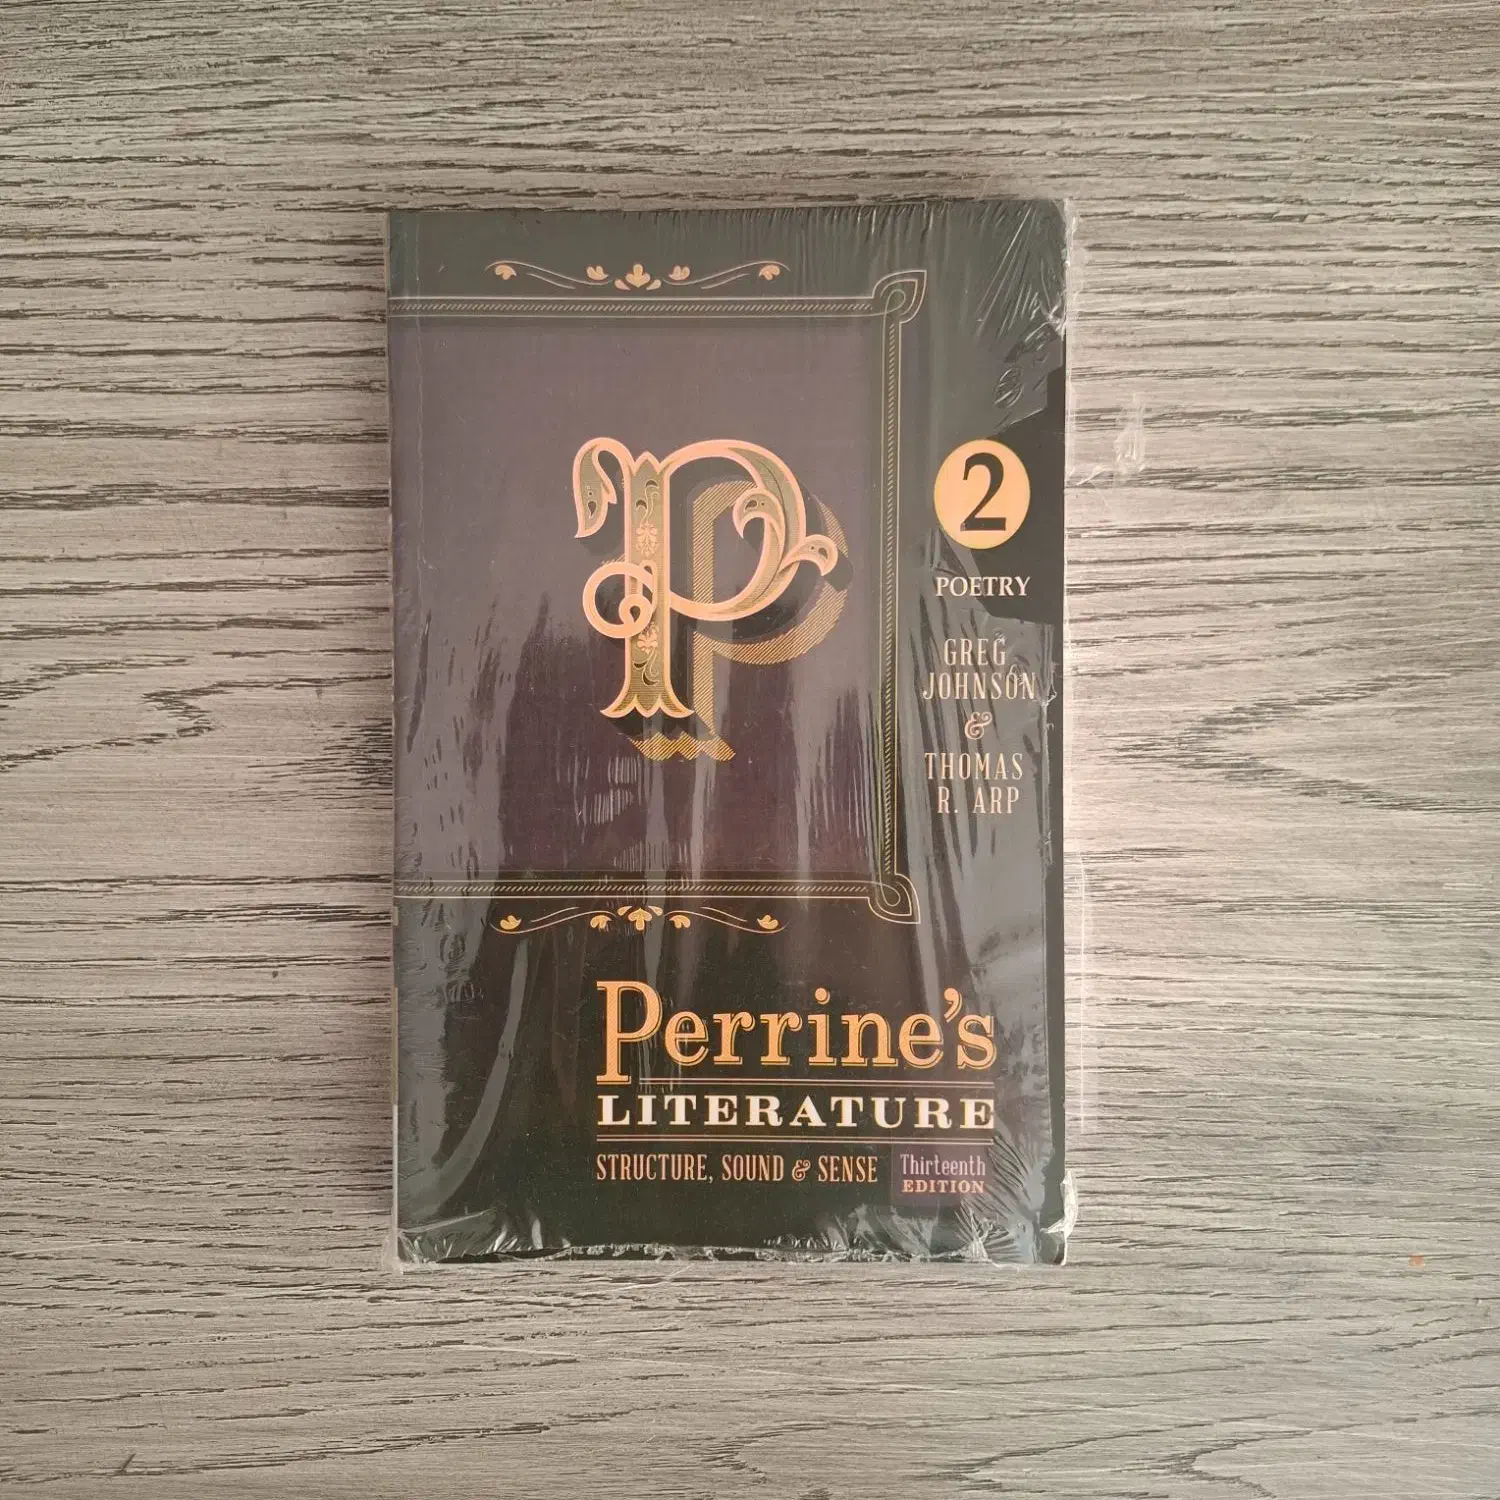 P
2
POETRY
GREG
JOHNSON
&
THOMAS
R. ARP
Perrine's
LITERATURE
STRUCTURE, SOUND & SENSE
Thirteenth
EDITION